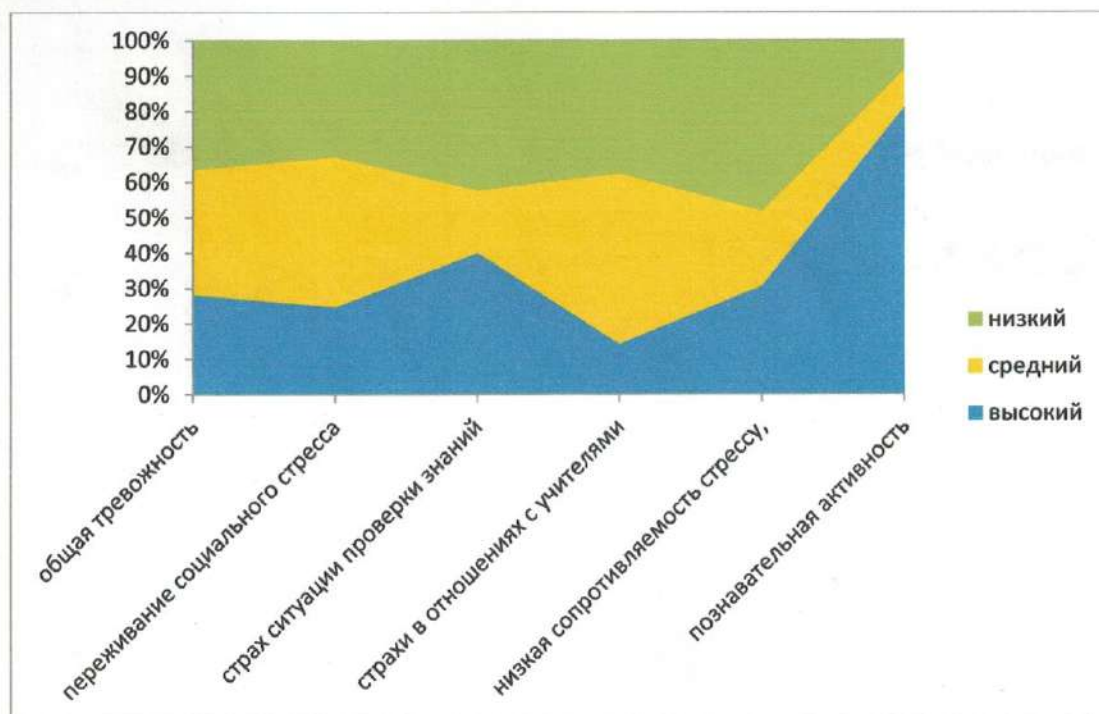 100%
90%
80%
70%
60%
50%
40%
30%
20%
10%
0%
общая тревожность
переживание социального стресса
страх ситуации проверки знаний
страхи в отношениях с учителями
низкая сопротивляемость стрессу,
познавательная активность
низкий
средний
высокий